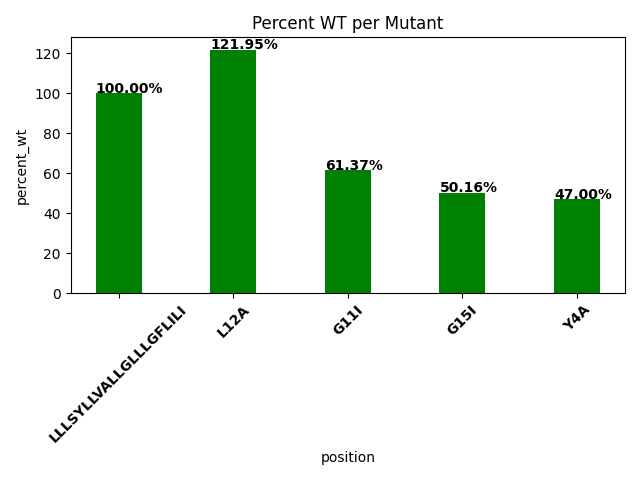 Percent WT per Mutant
percent_wt
120
100
80
60
40
20
0
100.00%
121.95%
61.37%
50.16%
47.00%
LLLSYLLVALLGLLLGFLILI
L12A
G11I
G15I
Y4A
position